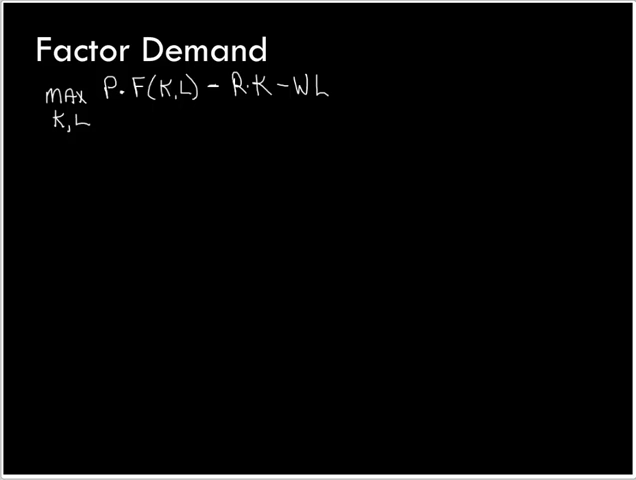 Factor Demand
MAX P · F(K,L) - R·K - WL
K,L